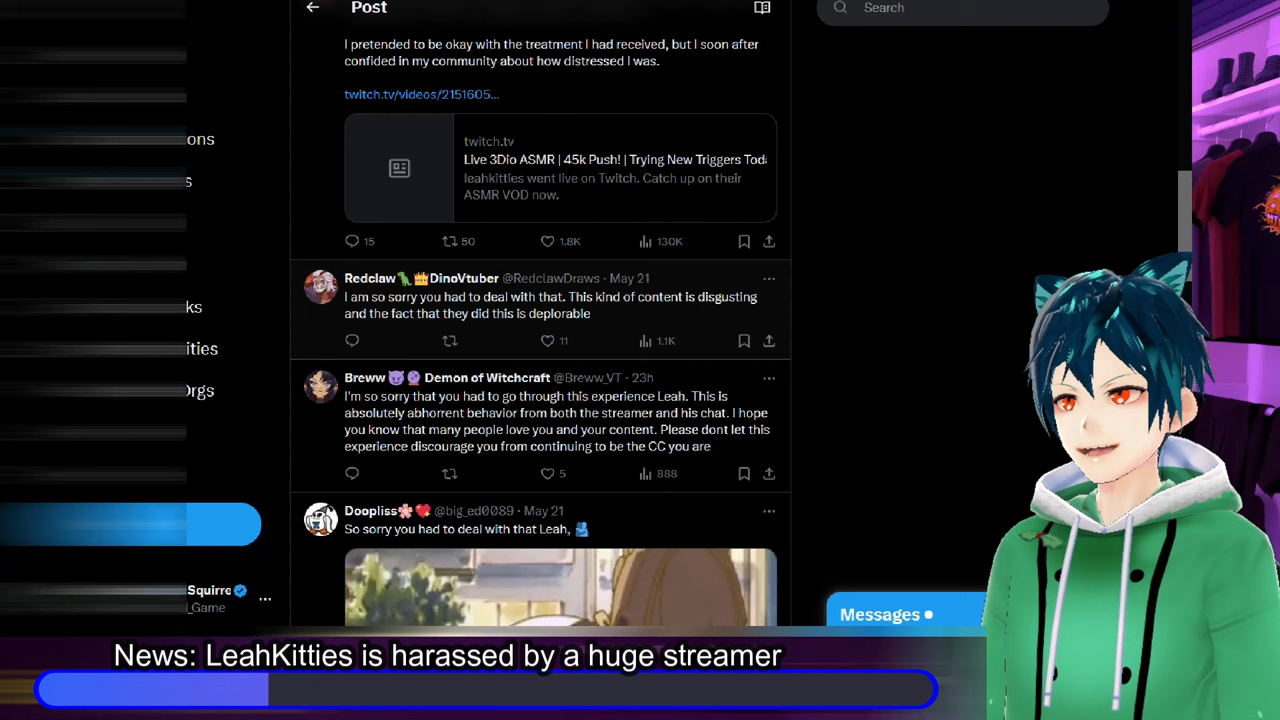 Post
Search
I pretended to be okay with the treatment I had received, but I soon after
confided in my community about how distressed I was.
twitch.tv/videos/2151605...
twitch.tv
Live 3Dio ASMR | 45k Push! | Trying New Triggers Toda
leahkitties went live on Twitch. Catch up on their
ASMR VOD now.
15 50 1.8K 130K
Redclaw🦖👑DinoVtuber @RedclawDraws · May 21
I am so sorry you had to deal with that. This kind of content is disgusting
and the fact that they did this is deplorable
11 1.1K
Breww😈🔮 Demon of Witchcraft @Breww_VT · 23h
I'm so sorry that you had to go through this experience Leah. This is
absolutely abhorrent behavior from both the streamer and his chat. I hope
you know that many people love you and your content. Please dont let this
experience discourage you from continuing to be the CC you are
5 888
Doopliss🌸💖 @big_ed0089 · May 21
So sorry you had to deal with that Leah, 🫂
ons
s
ks
ities
Orgs
Squirre
_Game
Messages
News: LeahKitties is harassed by a huge streamer